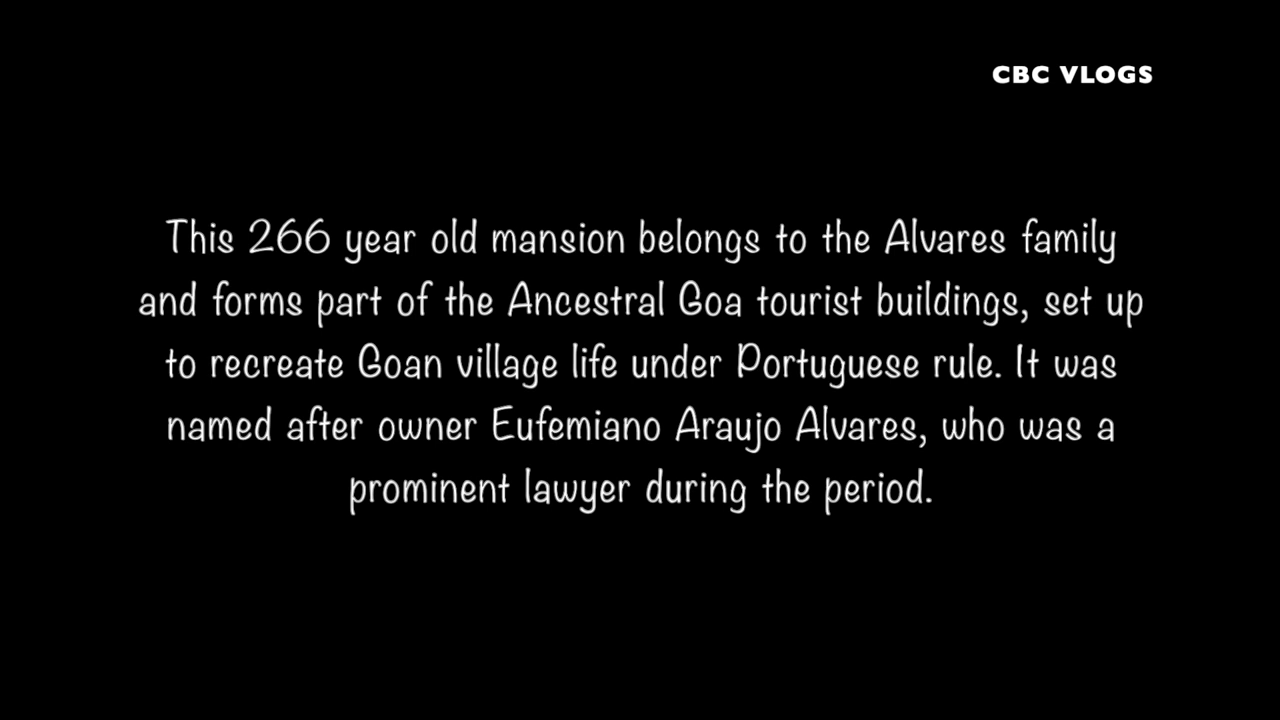 CBC VLOGS
This 266 year old mansion belongs to the Alvares family
and forms part of the Ancestral Goa tourist buildings, set up
to recreate Goan village life under Portuguese rule. It was
named after owner Eufemiano Araujo Alvares, who was a
prominent lawyer during the period.